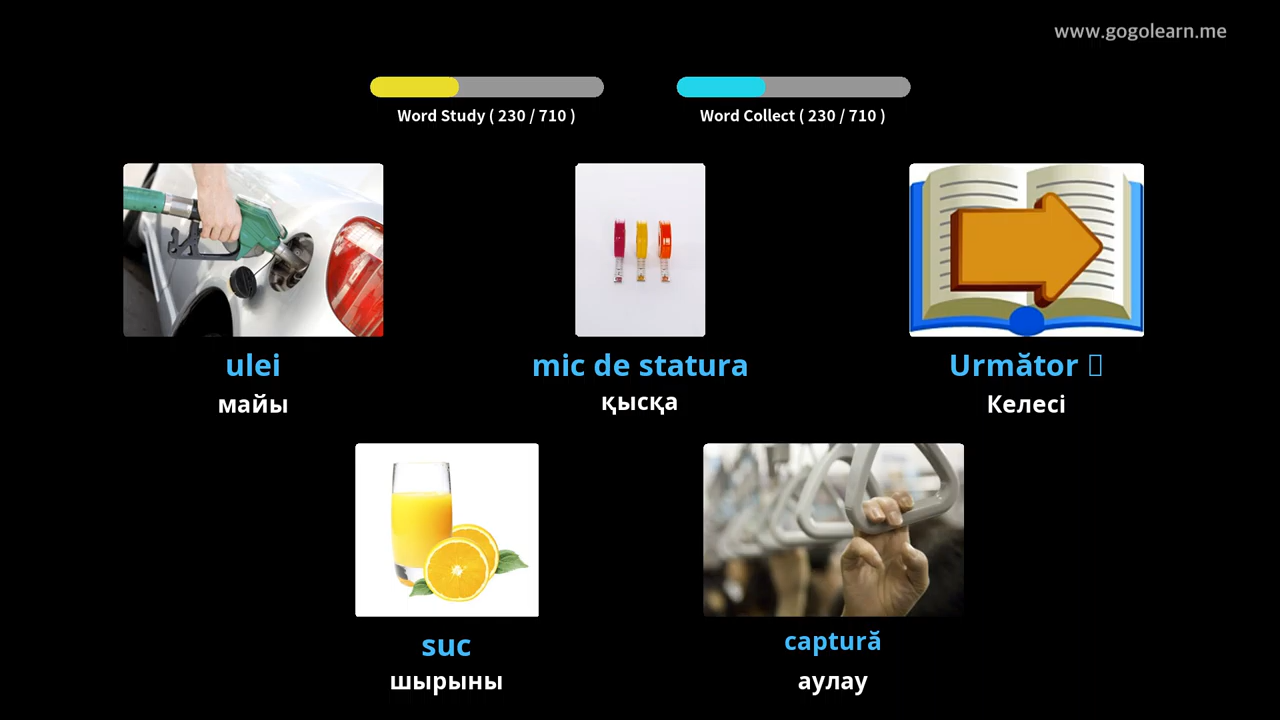 www.gogolearn.me
Word Study ( 230 / 710 )
Word Collect ( 230 / 710 )
ulei
майы
mic de statura
қысқа
Următor
Келесі
suc
шырыны
captură
аулау